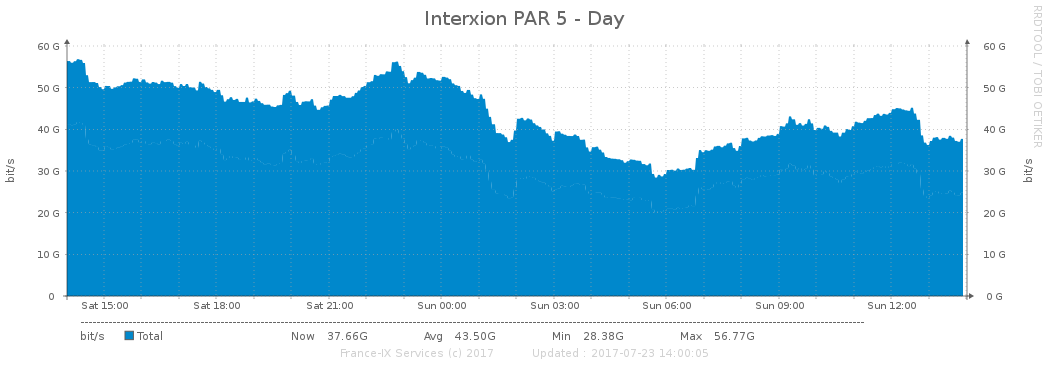 Interxion PAR 5 - Day
RRDTOOL / TOBI OETIKER
60 G 60 G
50 G 50 G
40 G 40 G
30 G 30 G
20 G 20 G
10 G 10 G
0 0 G
bit/s
bit/s
Sat 15:00 Sat 18:00 Sat 21:00 Sun 00:00 Sun 03:00 Sun 06:00 Sun 09:00 Sun 12:00
bit/s Total Now 37.66G Avg 43.50G Min 28.38G Max 56.77G
France-IX Services (c) 2017 Updated : 2017-07-23 14:00:05